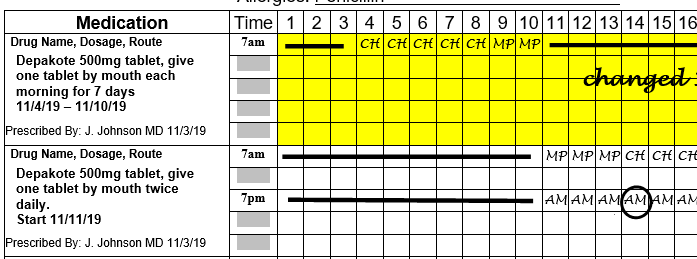 Allergies: Penicillin
Medication Time 1 2 3 4 5 6 7 8 9 10 11 12 13 14 15 16
Drug Name, Dosage, Route 7am CH CH CH CH CH MP MP
Depakote 500mg tablet, give
one tablet by mouth each changed
morning for 7 days
11/4/19 – 11/10/19
Prescribed By: J. Johnson MD 11/3/19
Drug Name, Dosage, Route 7am MP MP MP CH CH CH
Depakote 500mg tablet, give
one tablet by mouth twice
daily. 7pm AM AM AM AM AM AM
Start 11/11/19
Prescribed By: J. Johnson MD 11/3/19